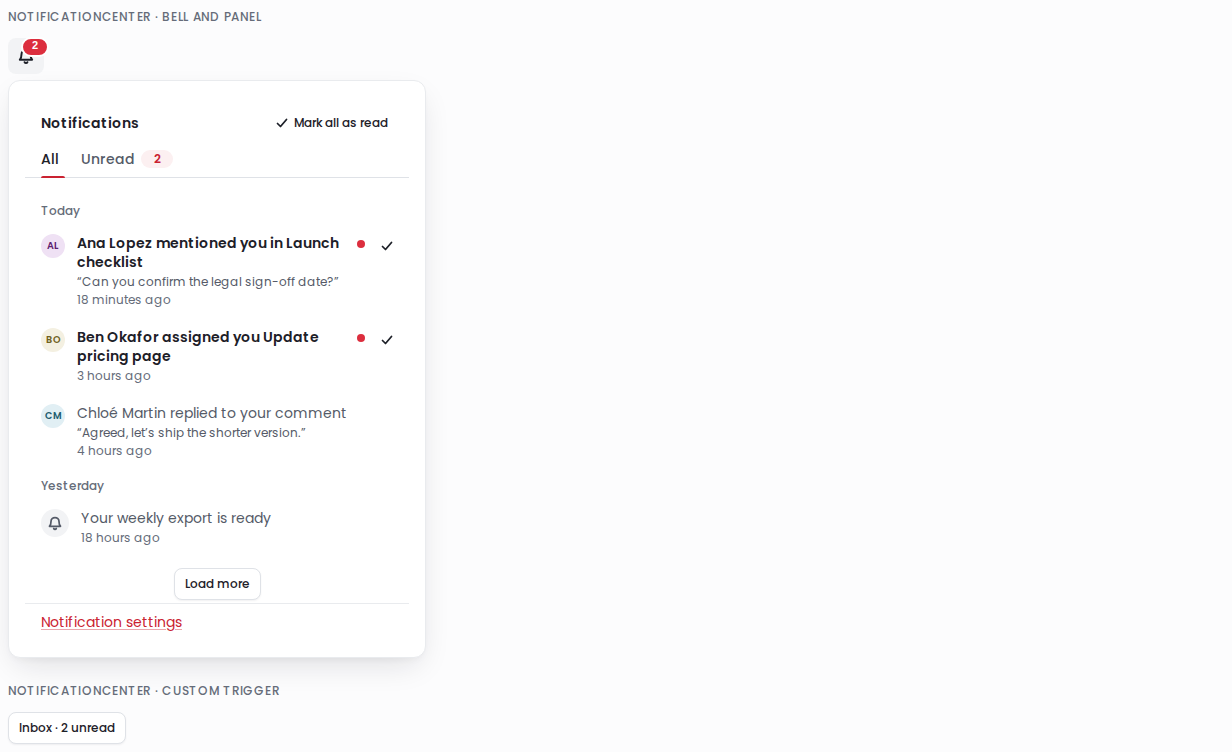 NOTIFICATIONCENTER · BELL AND PANEL
2
Notifications
Mark all as read
All
Unread
2
Today
AL
Ana Lopez mentioned you in Launch
checklist
“Can you confirm the legal sign-off date?”
18 minutes ago
BO
Ben Okafor assigned you Update
pricing page
3 hours ago
CM
Chloé Martin replied to your comment
“Agreed, let’s ship the shorter version.”
4 hours ago
Yesterday
Your weekly export is ready
18 hours ago
Load more
Notification settings
NOTIFICATIONCENTER · CUSTOM TRIGGER
Inbox · 2 unread